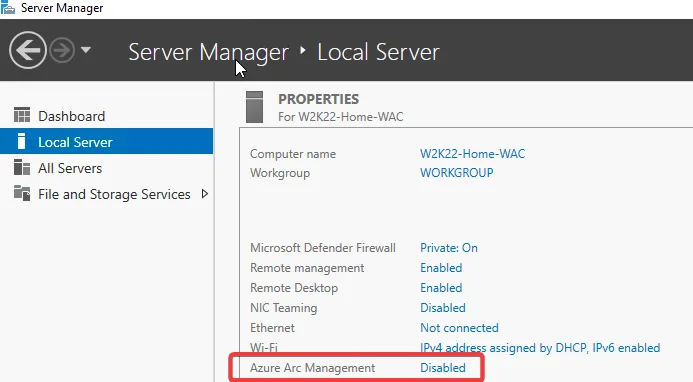 Server Manager
Server Manager ‣ Local Server
Dashboard
Local Server
All Servers
File and Storage Services
PROPERTIES
For W2K22-Home-WAC
Computer name W2K22-Home-WAC
Workgroup WORKGROUP
Microsoft Defender Firewall Private: On
Remote management Enabled
Remote Desktop Enabled
NIC Teaming Disabled
Ethernet Not connected
Wi-Fi IPv4 address assigned by DHCP, IPv6 enabled
Azure Arc Management Disabled